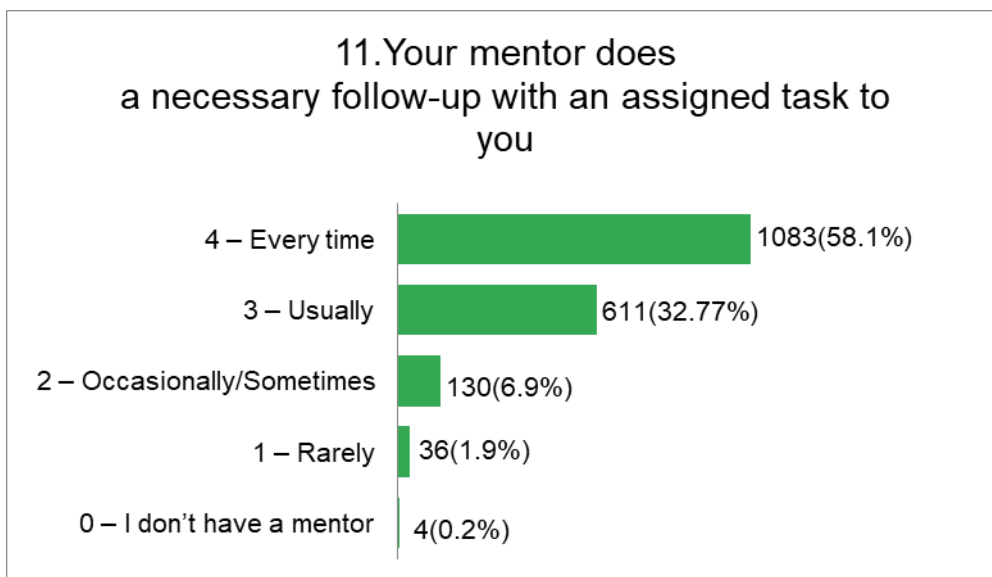 11.Your mentor does
a necessary follow-up with an assigned task to
you
4 – Every time 1083(58.1%)
3 – Usually 611(32.77%)
2 – Occasionally/Sometimes 130(6.9%)
1 – Rarely 36(1.9%)
0 – I don’t have a mentor 4(0.2%)